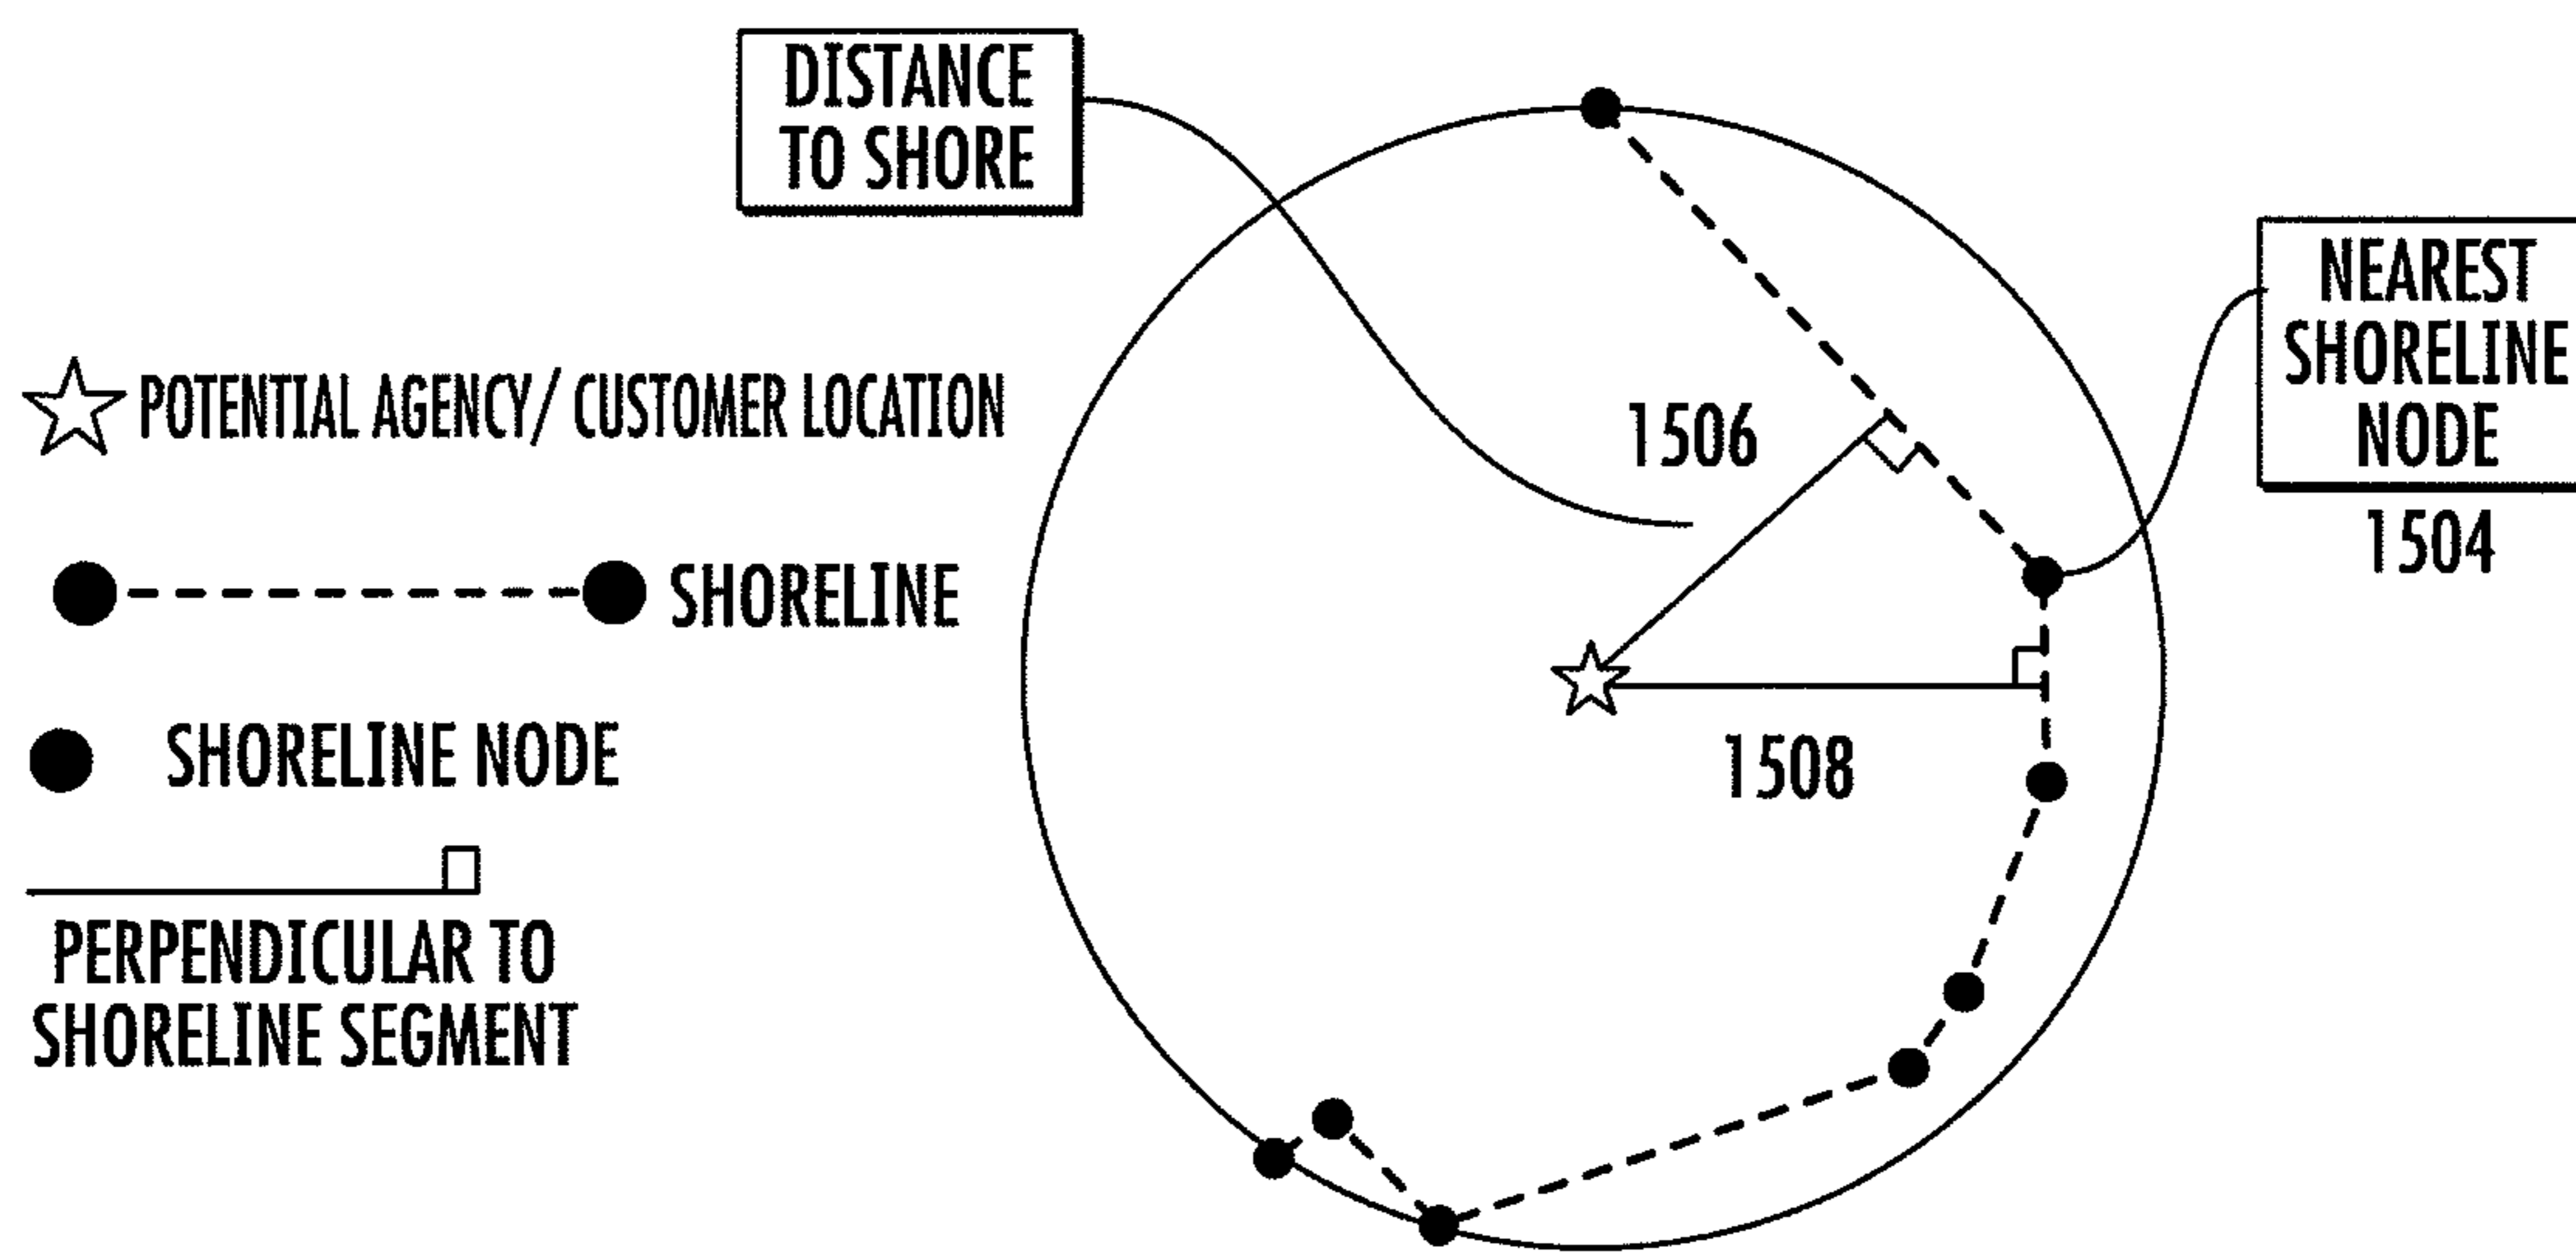 DISTANCE
TO SHORE
NEAREST
SHORELINE
NODE
1504
1506
1508
POTENTIAL AGENCY/ CUSTOMER LOCATION
SHORELINE
SHORELINE NODE
PERPENDICULAR TO
SHORELINE SEGMENT